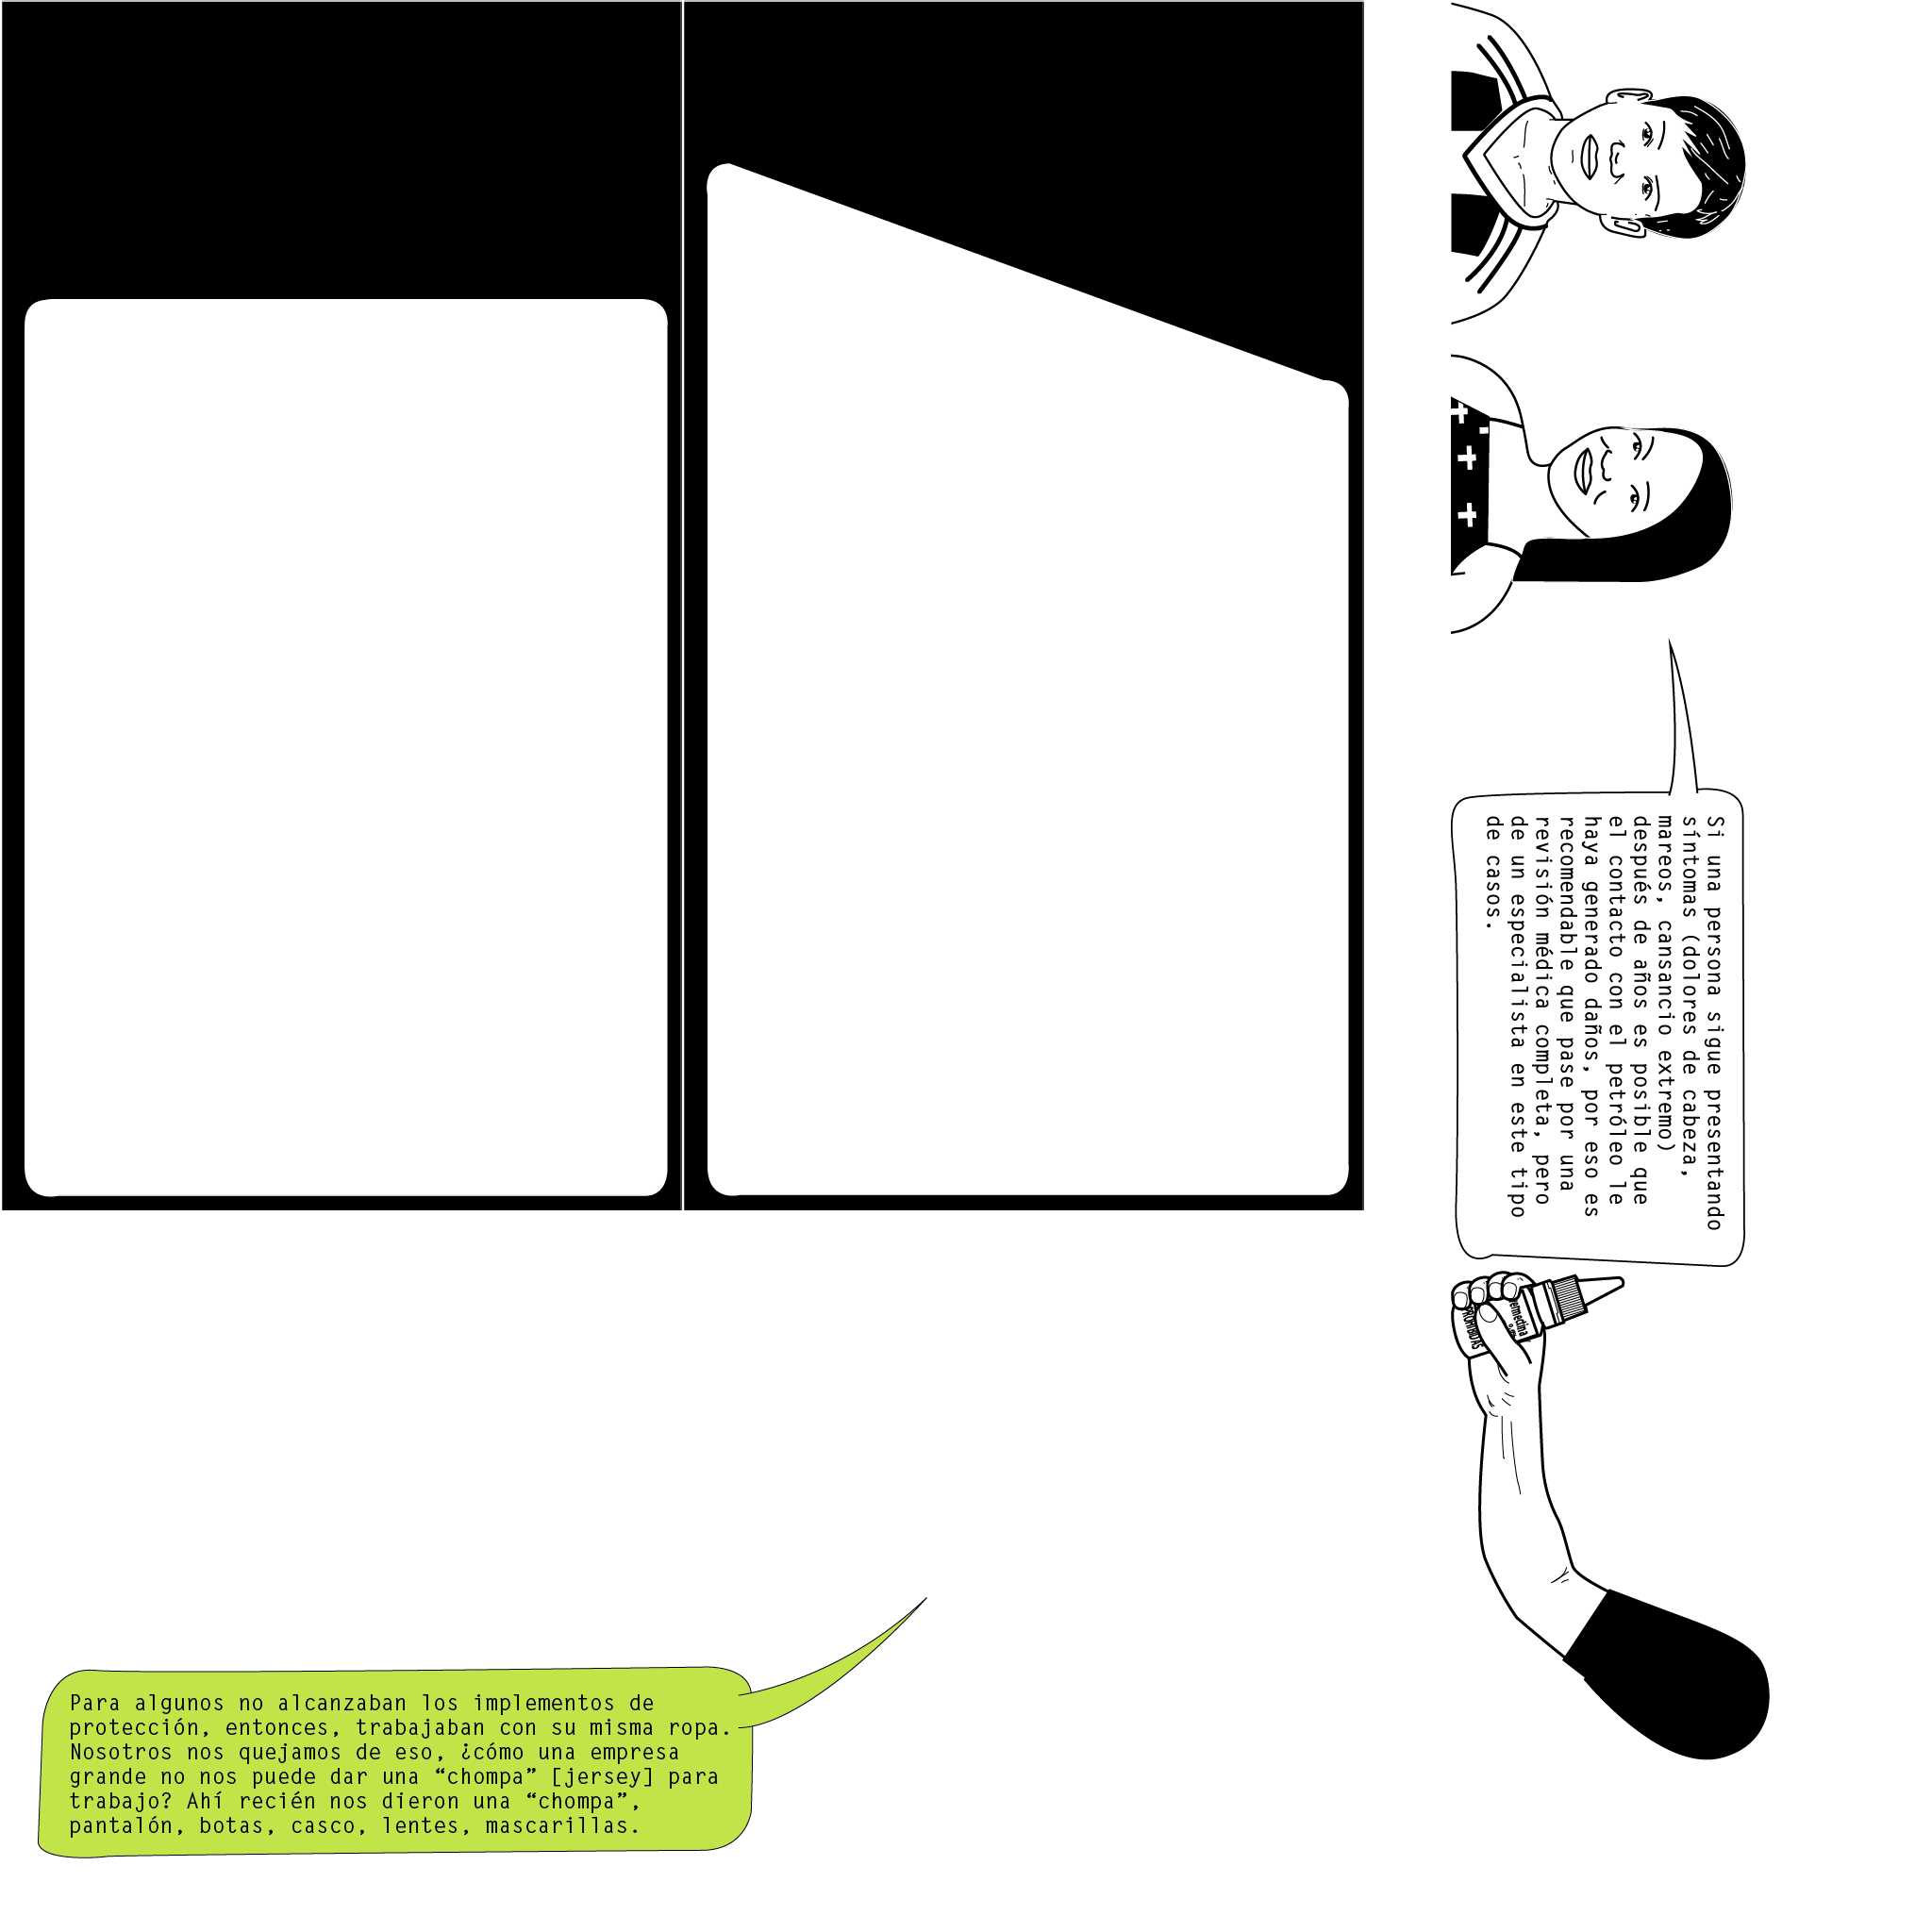 Si una persona sigue presentando
síntomas (dolores de cabeza,
mareos, cansancio extremo)
después de años es posible que
el contacto con el petróleo le
haya generado daños, por eso es
recomendable que pase por una
revisión médica completa, pero
de un especialista en este tipo
de casos.
Para algunos no alcanzaban los implementos de
protección, entonces, trabajaban con su misma ropa.
Nosotros nos quejamos de eso, ¿cómo una empresa
grande no nos puede dar una “chompa” [jersey] para
trabajo? Ahí recién nos dieron una “chompa”,
pantalón, botas, casco, lentes, mascarillas.